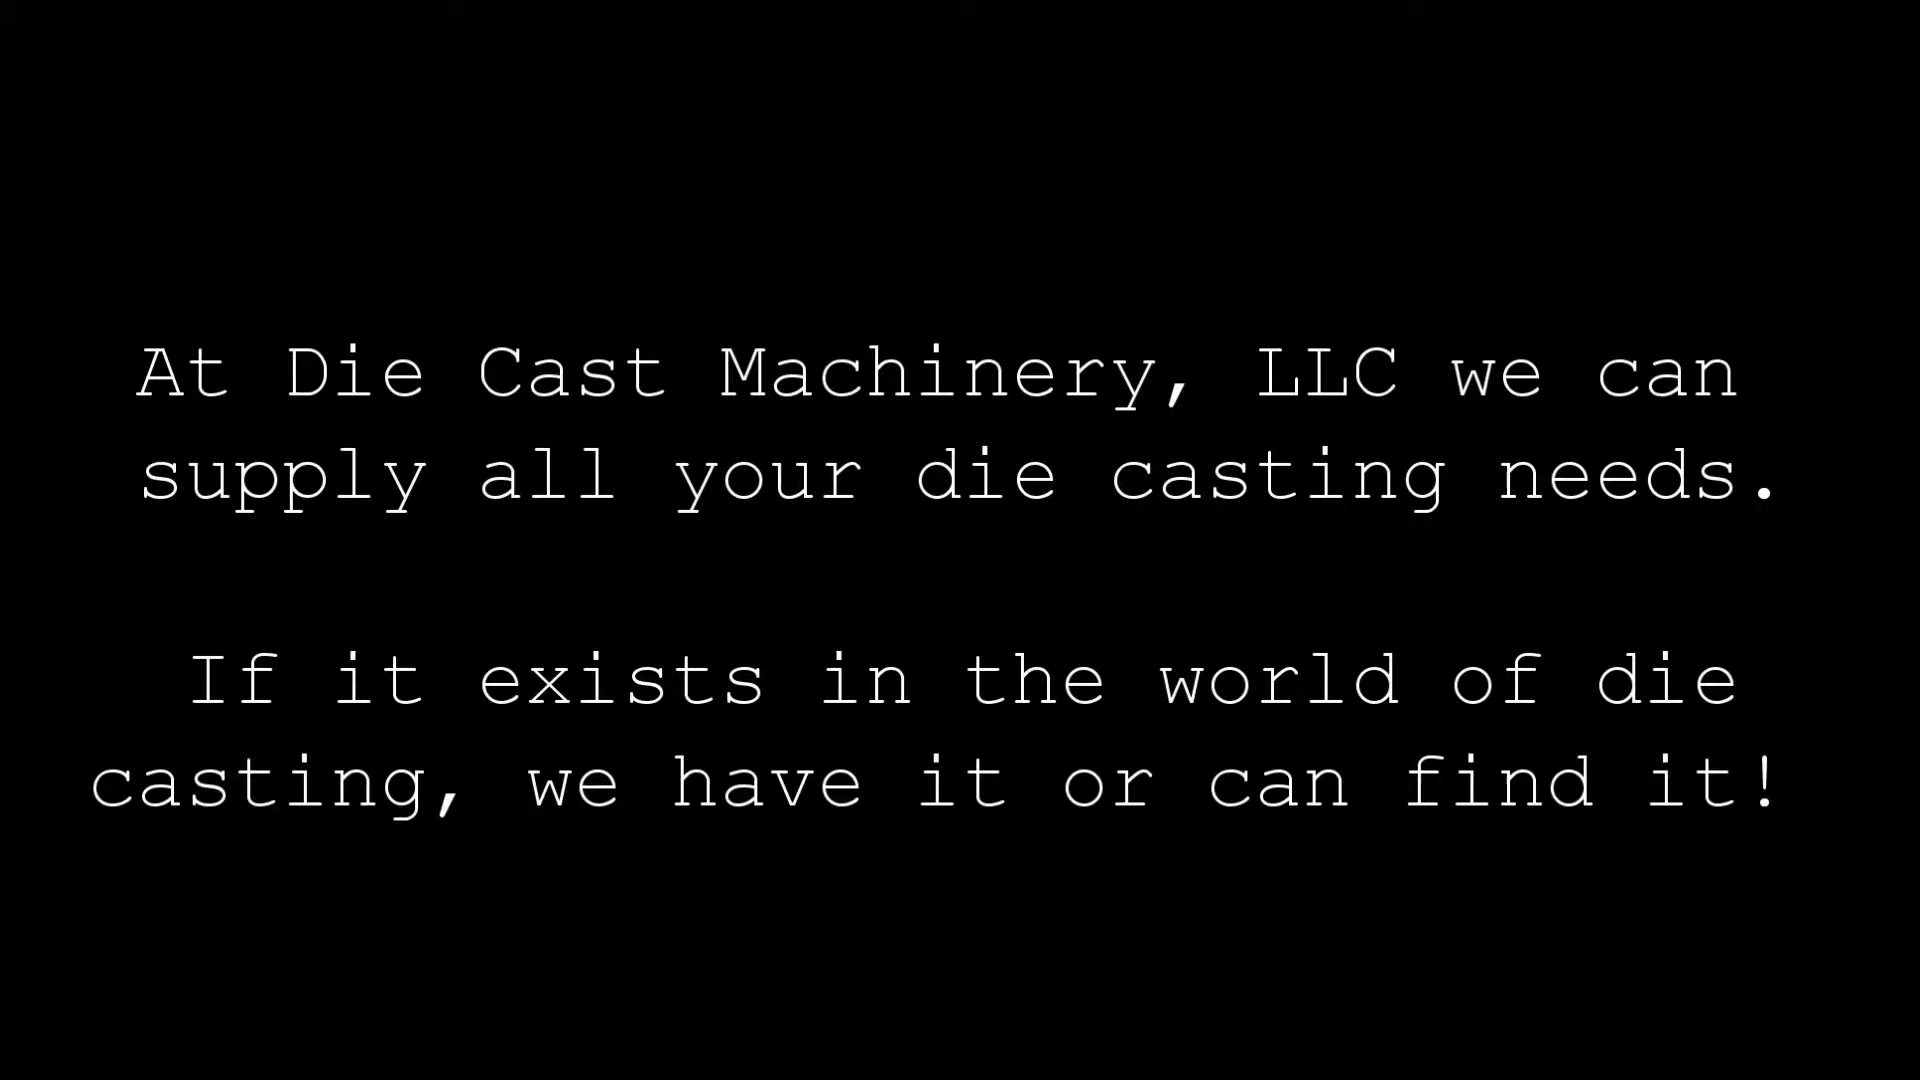 At Die Cast Machinery, LLC we can
supply all your die casting needs.
If it exists in the world of die
casting, we have it or can find it!